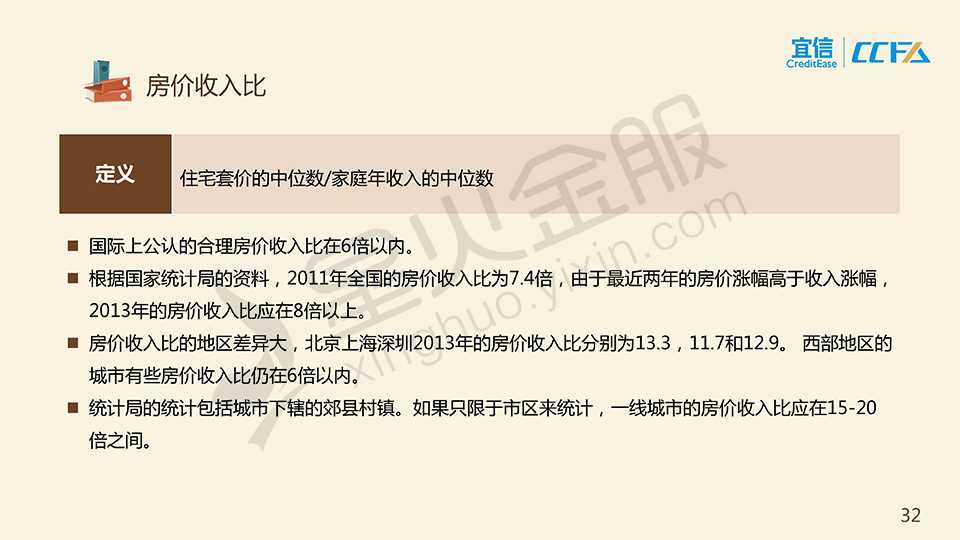 宜信
CreditEase
CCFA
房价收入比
定义
住宅套价的中位数/家庭年收入的中位数
国际上公认的合理房价收入比在6倍以内。
根据国家统计局的资料，2011年全国的房价收入比为7.4倍，由于最近两年的房价涨幅高于收入涨幅，
2013年的房价收入比应在8倍以上。
房价收入比的地区差异大，北京上海深圳2013年的房价收入比分别为13.3，11.7和12.9。 西部地区的
城市有些房价收入比仍在6倍以内。
统计局的统计包括城市下辖的郊县村镇。如果只限于市区来统计，一线城市的房价收入比应在15-20
倍之间。
星火金服
xinghuo.yixin.com
32